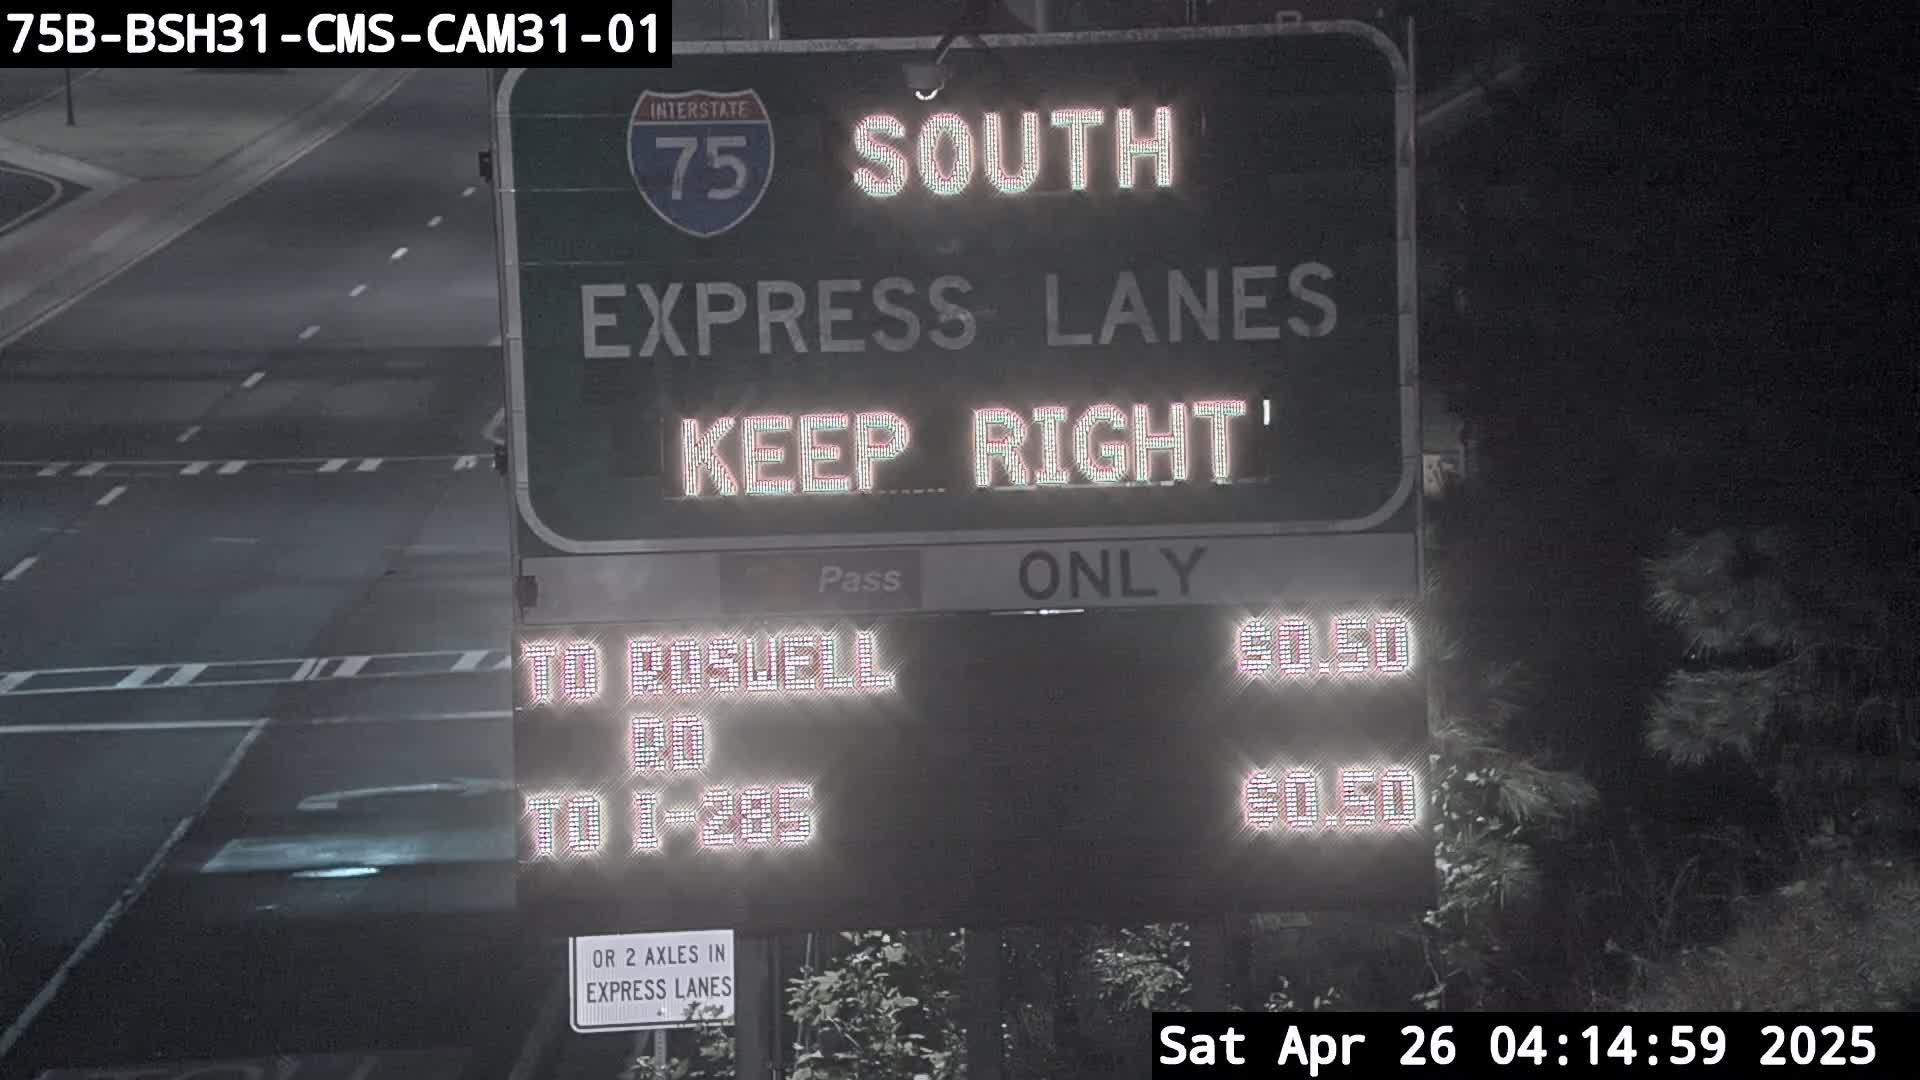 75B-BSH31-CMS-CAM31-01
INTERSTATE
75
SOUTH
EXPRESS LANES
KEEP RIGHT
Pass ONLY
TO ROSWELL $0.50
RD
TO I-285 $0.50
OR 2 AXLES IN
EXPRESS LANES
Sat Apr 26 04:14:59 2025